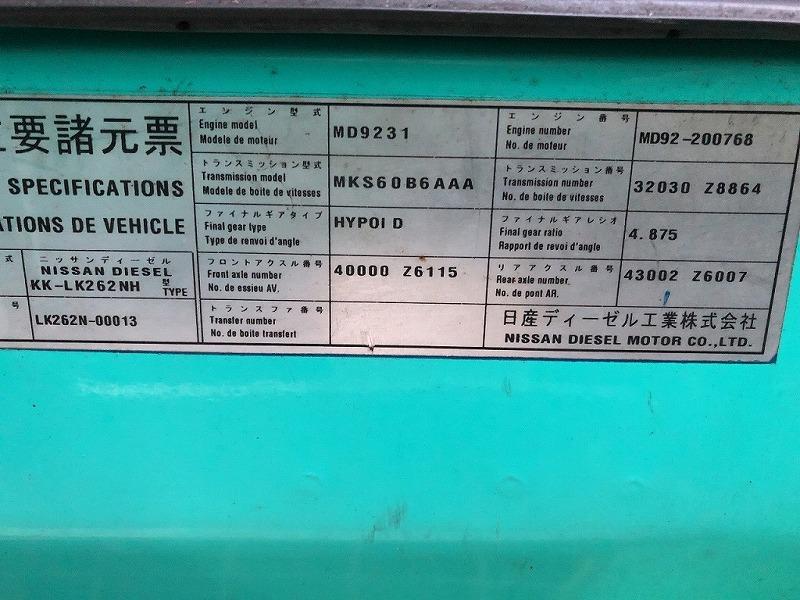 要諸元票
SPECIFICATIONS
ATIONS DE VEHICLE
式
ニッサンディーゼル
NISSAN DIESEL
KK-LK262NH 型 TYPE
号
LK262N-00013
エンジン型式
Engine model
Modele de moteur
MD9231
エンジン番号
Engine number
No. de moteur
MD92-200768
トランスミッション型式
Transmission model
Modele de boite de vitesses
MKS60B6AAA
トランスミッション番号
Transmission number
No. de boite de vitesses
32030 Z8864
ファイナルギアタイプ
Final gear type
Type de renvoi d'angle
HYPOI D
ファイナルギアレシオ
Final gear ratio
Rapport de renvoi d'angle
4.875
フロントアクスル番号
Front axle number
No. de essieu AV.
40000 Z6115
リアアクスル番号
Rear axle number
No. de pont AR.
43002 Z6007
トランスファ番号
Transfer number
No. de boite transfert
日産ディーゼル工業株式会社
NISSAN DIESEL MOTOR CO.,LTD.